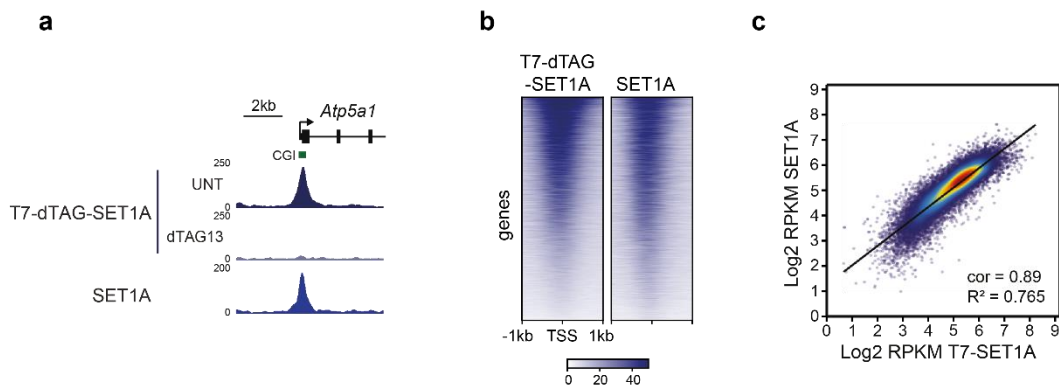 a
2kb
Atp5a1
CGI
250
UNT
0
T7-dTAG-SET1A
250
dTAG13
0
200
SET1A
0
b
T7-dTAG
-SET1A
SET1A
genes
-1kb TSS 1kb
0 20 40
c
9
8
7
6
5
4
3
2
1
0
Log2 RPKM SET1A
cor = 0.89
R² = 0.765
0 1 2 3 4 5 6 7 8 9
Log2 RPKM T7-SET1A